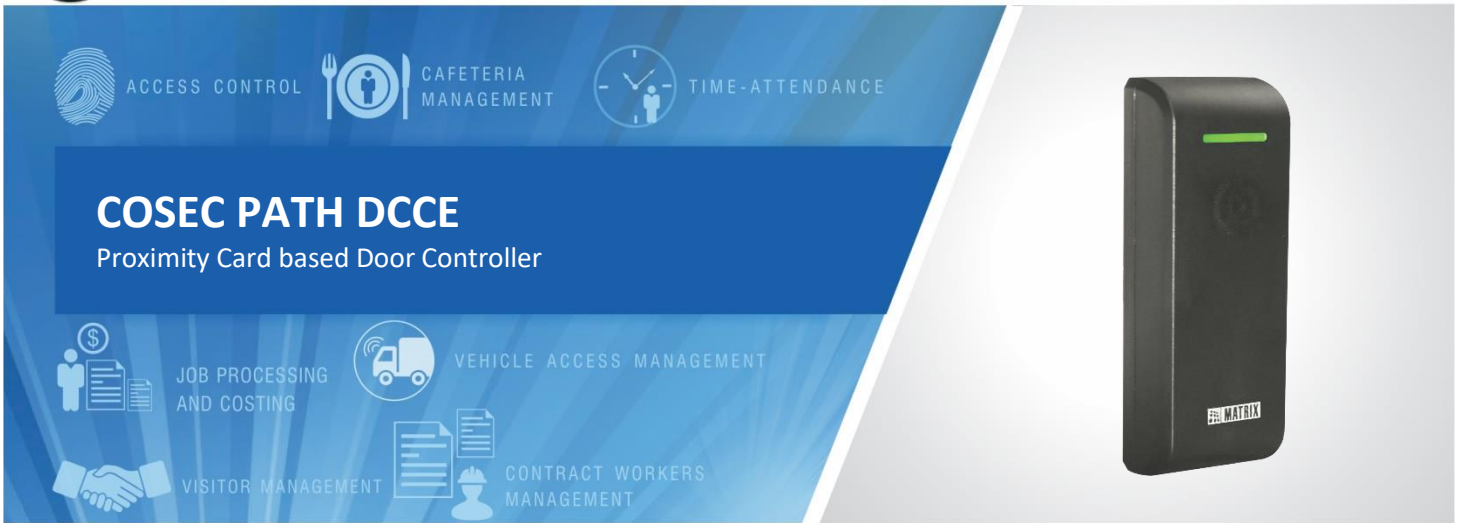 ACCESS CONTROL
CAFETERIA
MANAGEMENT
TIME-ATTENDANCE
COSEC PATH DCCE
Proximity Card based Door Controller
$
JOB PROCESSING
AND COSTING
VEHICLE ACCESS MANAGEMENT
VISITOR MANAGEMENT
CONTRACT WORKERS
MANAGEMENT
MATRIX